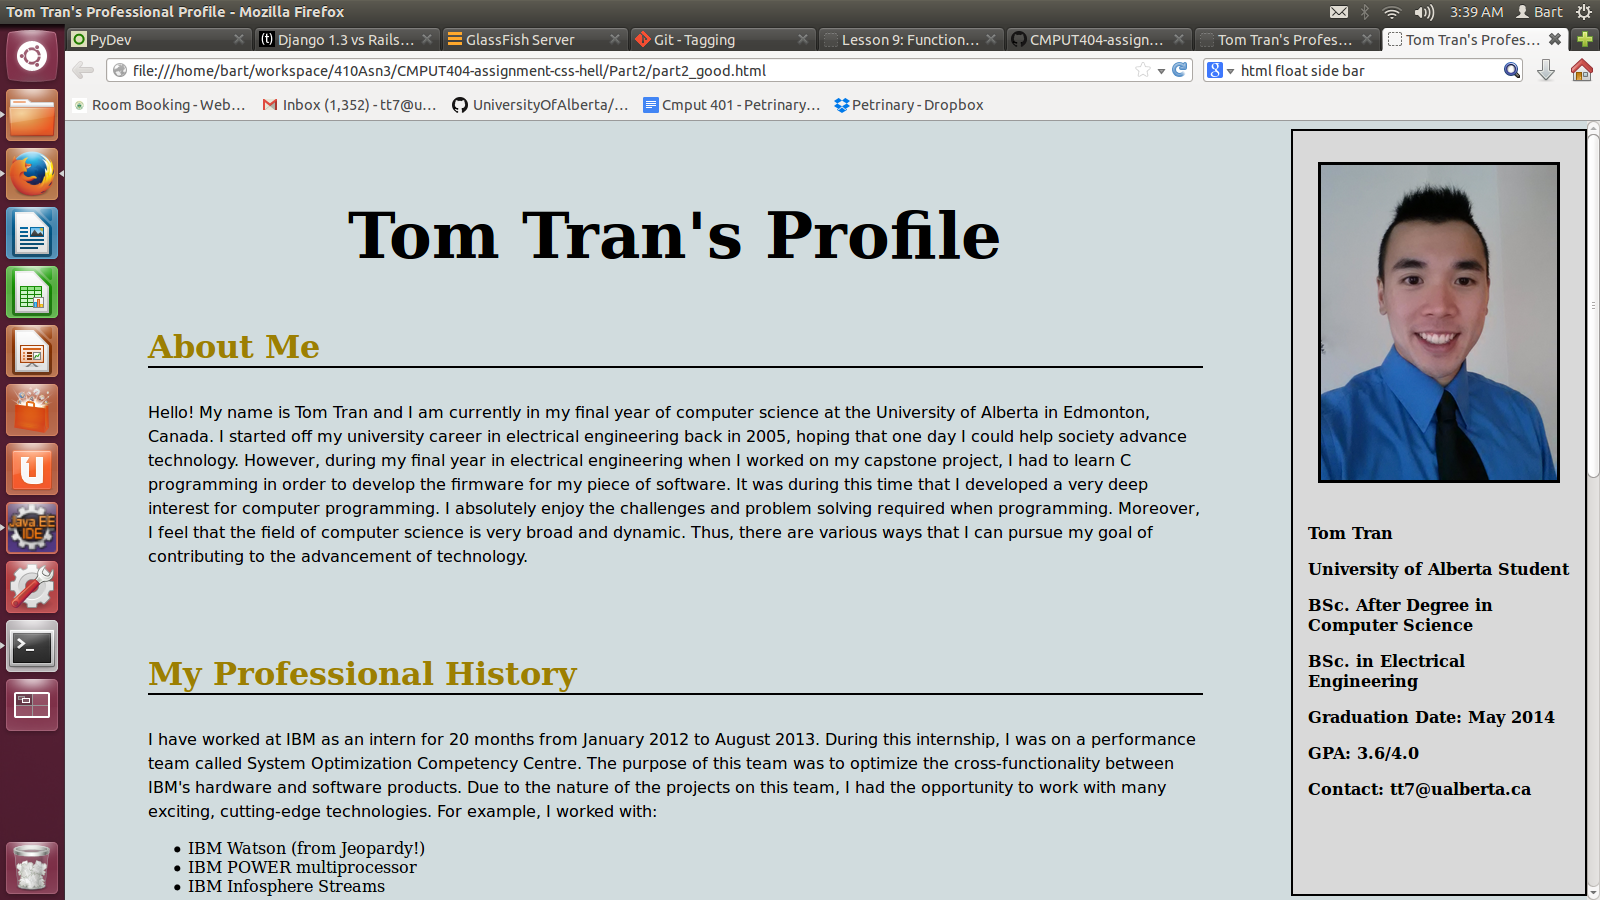 Tom Tran's Professional Profile - Mozilla Firefox
3:39 AM
Bart
PyDev
Django 1.3 vs Rails...
GlassFish Server
Git - Tagging
Lesson 9: Function...
CMPUT404-assign...
Tom Tran's Profes...
Tom Tran's Profes...
file:///home/bart/workspace/410Asn3/CMPUT404-assignment-css-hell/Part2/part2_good.html
html float side bar
Room Booking - Web...
Inbox (1,352) - tt7@u...
UniversityOfAlberta/...
Cmput 401 - Petrinary...
Petrinary - Dropbox
Tom Tran's Profile
About Me
Hello! My name is Tom Tran and I am currently in my final year of computer science at the University of Alberta in Edmonton,
Canada. I started off my university career in electrical engineering back in 2005, hoping that one day I could help society advance
technology. However, during my final year in electrical engineering when I worked on my capstone project, I had to learn C
programming in order to develop the firmware for my piece of software. It was during this time that I developed a very deep
interest for computer programming. I absolutely enjoy the challenges and problem solving required when programming. Moreover,
I feel that the field of computer science is very broad and dynamic. Thus, there are various ways that I can pursue my goal of
contributing to the advancement of technology.
My Professional History
I have worked at IBM as an intern for 20 months from January 2012 to August 2013. During this internship, I was on a performance
team called System Optimization Competency Centre. The purpose of this team was to optimize the cross-functionality between
IBM's hardware and software products. Due to the nature of the projects on this team, I had the opportunity to work with many
exciting, cutting-edge technologies. For example, I worked with:
• IBM Watson (from Jeopardy!)
• IBM POWER multiprocessor
• IBM Infosphere Streams
Tom Tran
University of Alberta Student
BSc. After Degree in
Computer Science
BSc. in Electrical
Engineering
Graduation Date: May 2014
GPA: 3.6/4.0
Contact: tt7@ualberta.ca
Java EE
IDE